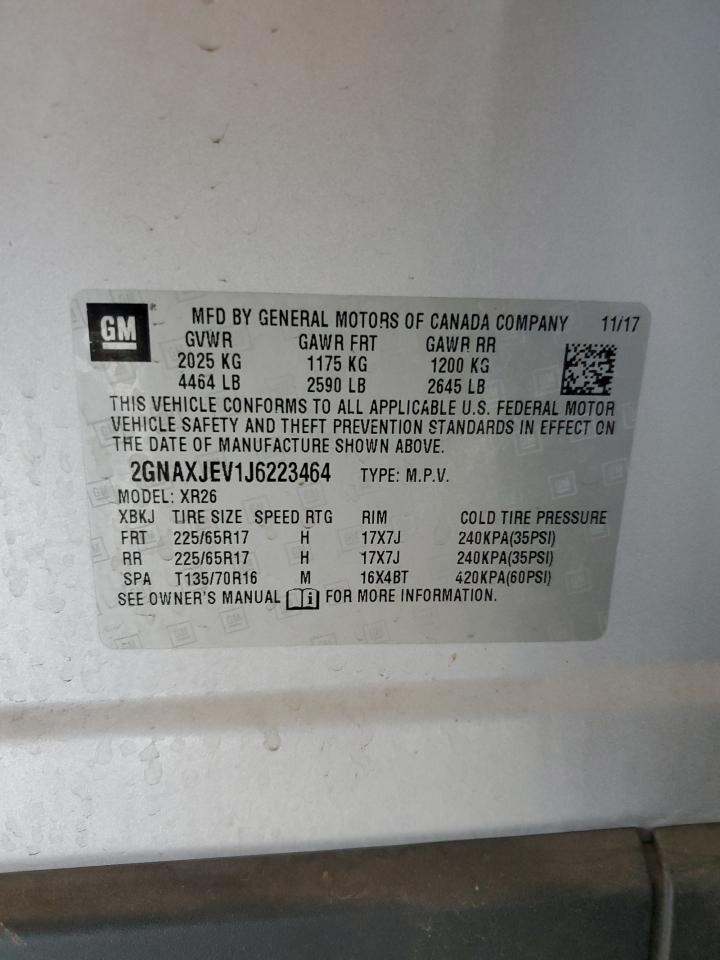 GM ® MFD BY GENERAL MOTORS OF CANADA COMPANY 11/17
GVWR GAWR FRT GAWR RR
2025 KG 1175 KG 1200 KG
4464 LB 2590 LB 2645 LB
THIS VEHICLE CONFORMS TO ALL APPLICABLE U.S. FEDERAL MOTOR
VEHICLE SAFETY AND THEFT PREVENTION STANDARDS IN EFFECT ON
THE DATE OF MANUFACTURE SHOWN ABOVE.
2GNAXJEV1J6223464 TYPE: M.P.V.
MODEL: XR26
XBKJ TIRE SIZE SPEED RTG RIM COLD TIRE PRESSURE
FRT 225/65R17 H 17X7J 240KPA(35PSI)
RR 225/65R17 H 17X7J 240KPA(35PSI)
SPA T135/70R16 M 16X4BT 420KPA(60PSI)
SEE OWNER'S MANUAL i FOR MORE INFORMATION.